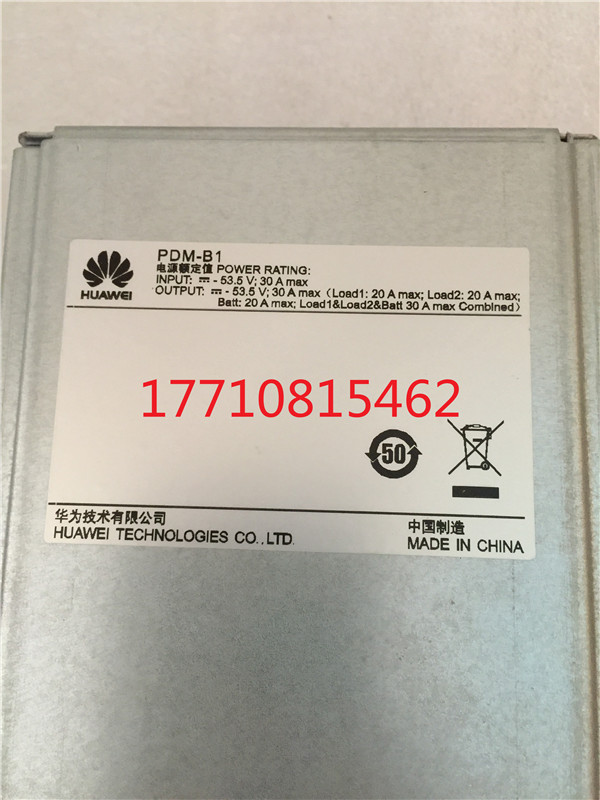 PDM-B1
电源额定值 POWER RATING:
INPUT: ⎓ - 53.5 V; 30 A max
OUTPUT: ⎓ - 53.5 V; 30 A max（Load1: 20 A max; Load2: 20 A max;
Batt: 20 A max; Load1&Load2&Batt 30 A max Combined）
HUAWEI
17710815462
50
华为技术有限公司
HUAWEI TECHNOLOGIES CO.,LTD.
中国制造
MADE IN CHINA